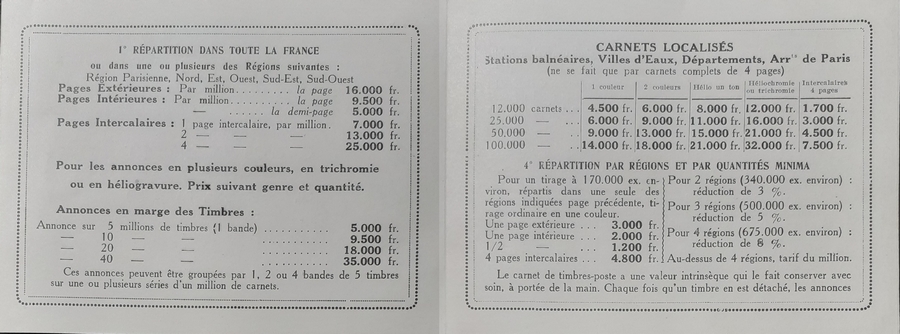 1° RÉPARTITION DANS TOUTE LA FRANCE
ou dans une ou plusieurs des Régions suivantes :
Région Parisienne, Nord, Est, Ouest, Sud-Est, Sud-Ouest
Pages Extérieures : Par million.......... la page 16.000 fr.
Pages Intérieures : Par million.......... la page 9.500 fr.
— ...... la demi-page 5.000 fr.
Pages Intercalaires : 1 page intercalaire, par million. 7.000 fr.
2 — — — 13.000 fr.
4 — — — 25.000 fr.
Pour les annonces en plusieurs couleurs, en trichromie
ou en héliogravure. Prix suivant genre et quantité.
Annonces en marge des Timbres :
Annonce sur 5 millions de timbres (1 bande) ........... 5.000 fr.
— 10 — — ........... 9.500 fr.
— 20 — — ........... 18.000 fr.
— 40 — — ........... 35.000 fr.
Ces annonces peuvent être groupées par 1, 2 ou 4 bandes de 5 timbres
sur une ou plusieurs séries d'un million de carnets.
CARNETS LOCALISÉS
Stations balnéaires, Villes d'Eaux, Départements, Arrts de Paris
(ne se fait que par carnets complets de 4 pages)
1 couleur | 2 couleurs | Hélio un ton | Héliochromie ou trichromie | Intercalaires 4 pages
12.000 carnets ... 4.500 fr. 6.000 fr. 8.000 fr. 12.000 fr. 1.700 fr.
25.000 — ... 6.000 fr. 9.000 fr. 11.000 fr. 16.000 fr. 3.000 fr.
50.000 — .. 9.000 fr. 13.000 fr. 15.000 fr. 21.000 fr. 4.500 fr.
100.000 — .. 14.000 fr. 18.000 fr. 21.000 fr. 32.000 fr. 7.500 fr.
4° RÉPARTITION PAR RÉGIONS ET PAR QUANTITÉS MINIMA
Pour un tirage à 170.000 ex. en-
viron, répartis dans une seule des
régions indiquées page précédente, ti-
rage ordinaire en une couleur.
Une page extérieure ... 3.000 fr.
Une page intérieure ... 2.000 fr.
1/2 — ... 1.200 fr.
4 pages intercalaires ... 4.800 fr.
Pour 2 régions (340.000 ex. environ) :
réduction de 3 %.
Pour 3 régions (500.000 ex. environ) :
réduction de 5 %.
Pour 4 régions (675.000 ex. environ) :
réduction de 8 %.
Au-dessus de 4 régions, tarif du million.
Le carnet de timbres-poste a une valeur intrinsèque qui le fait conserver avec
soin, à portée de la main. Chaque fois qu'un timbre en est détaché, les annonces